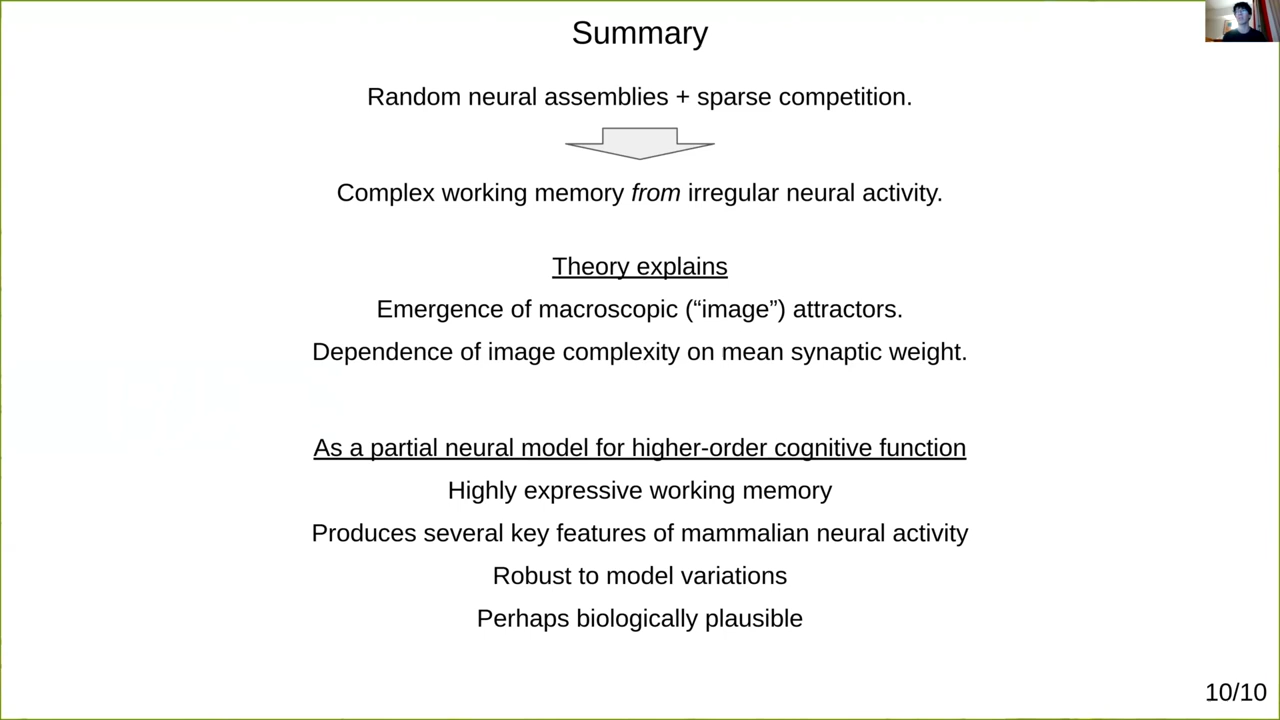 Summary
Random neural assemblies + sparse competition.
Complex working memory from irregular neural activity.
Theory explains
Emergence of macroscopic (“image”) attractors.
Dependence of image complexity on mean synaptic weight.
As a partial neural model for higher-order cognitive function
Highly expressive working memory
Produces several key features of mammalian neural activity
Robust to model variations
Perhaps biologically plausible
10/10